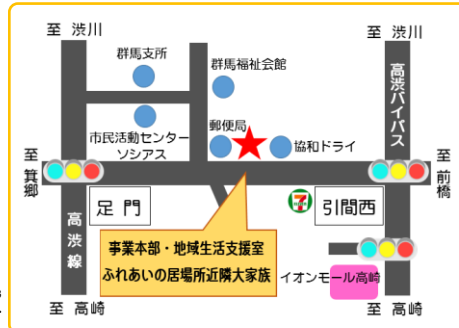 至 渋川
至 渋川
群馬支所
群馬福祉会館
高渋バイパス
郵便局
市民活動センター
ソシアス
協和ドライ
至 箕郷
至 前橋
足門
引間西
高渋線
事業本部・地域生活支援室
ふれあいの居場所近隣大家族
イオンモール高崎
至 高崎
至 高崎